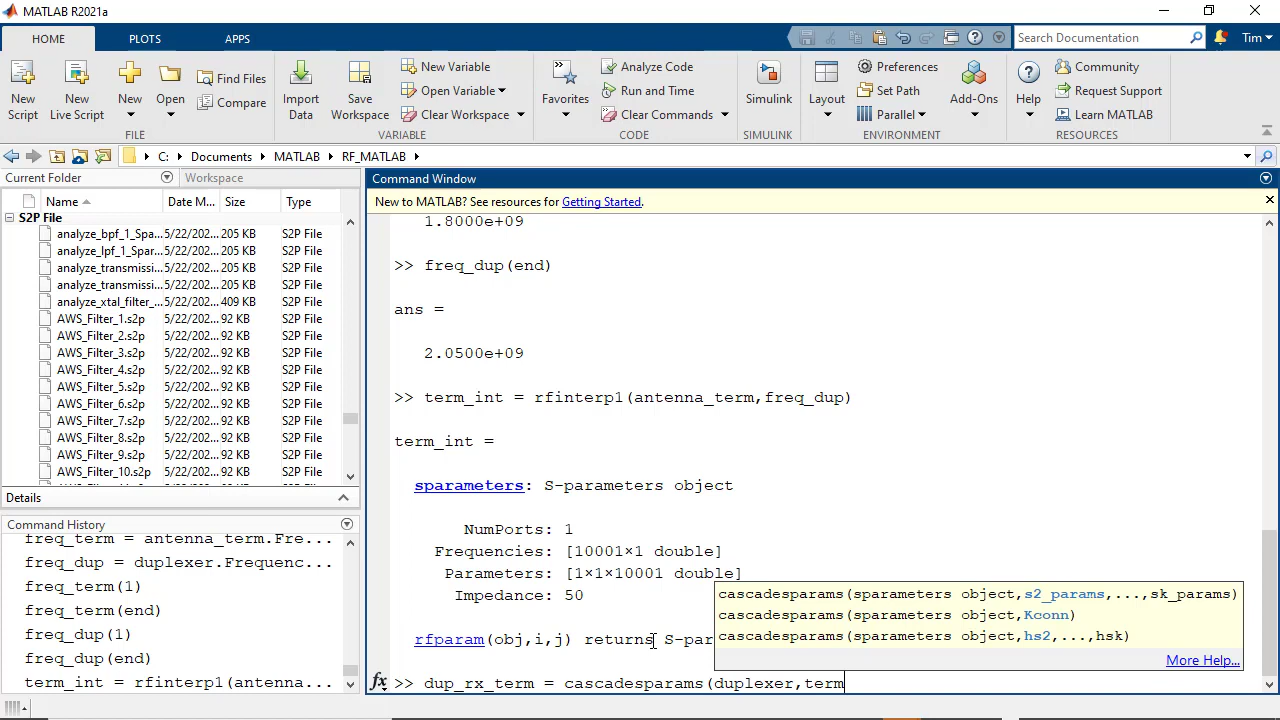 MATLAB R2021a
HOME PLOTS APPS
Search Documentation Tim
New Script
New Live Script
New
Open
Find Files
Compare
FILE
Import Data
Save Workspace
New Variable
Open Variable
Clear Workspace
VARIABLE
Favorites
Analyze Code
Run and Time
Clear Commands
CODE
Simulink
SIMULINK
Layout
Preferences
Set Path
Parallel
Add-Ons
ENVIRONMENT
Help
Community
Request Support
Learn MATLAB
RESOURCES
C: Documents MATLAB RF_MATLAB
Current Folder Workspace
Name Date M... Size Type
S2P File
analyze_bpf_1_Spa... 5/22/202... 205 KB S2P File
analyze_lpf_1_Spar... 5/22/202... 205 KB S2P File
analyze_transmissi... 5/22/202... 205 KB S2P File
analyze_transmissi... 5/22/202... 205 KB S2P File
analyze_xtal_filter_... 5/22/202... 409 KB S2P File
AWS_Filter_1.s2p 5/22/202... 92 KB S2P File
AWS_Filter_2.s2p 5/22/202... 92 KB S2P File
AWS_Filter_3.s2p 5/22/202... 92 KB S2P File
AWS_Filter_4.s2p 5/22/202... 92 KB S2P File
AWS_Filter_5.s2p 5/22/202... 92 KB S2P File
AWS_Filter_6.s2p 5/22/202... 92 KB S2P File
AWS_Filter_7.s2p 5/22/202... 92 KB S2P File
AWS_Filter_8.s2p 5/22/202... 92 KB S2P File
AWS_Filter_9.s2p 5/22/202... 92 KB S2P File
AWS_Filter_10.s2p 5/22/202... 92 KB S2P File
Details
Command History
freq_term = antenna_term.Fre...
freq_dup = duplexer.Frequenc...
freq_term(1)
freq_term(end)
freq_dup(1)
freq_dup(end)
term_int = rfinterp1(antenna...
Command Window
New to MATLAB? See resources for Getting Started.
1.8000e+09
>> freq_dup(end)
ans =
2.0500e+09
>> term_int = rfinterp1(antenna_term,freq_dup)
term_int =
sparameters: S-parameters object
NumPorts: 1
Frequencies: [10001×1 double]
Parameters: [1×1×10001 double]
Impedance: 50
rfparam(obj,i,j) returns S-par
cascadesparams(sparameters object,s2_params,...,sk_params)
cascadesparams(sparameters object,Kconn)
cascadesparams(sparameters object,hs2,...,hsk)
More Help...
fx >> dup_rx_term = cascadesparams(duplexer,term